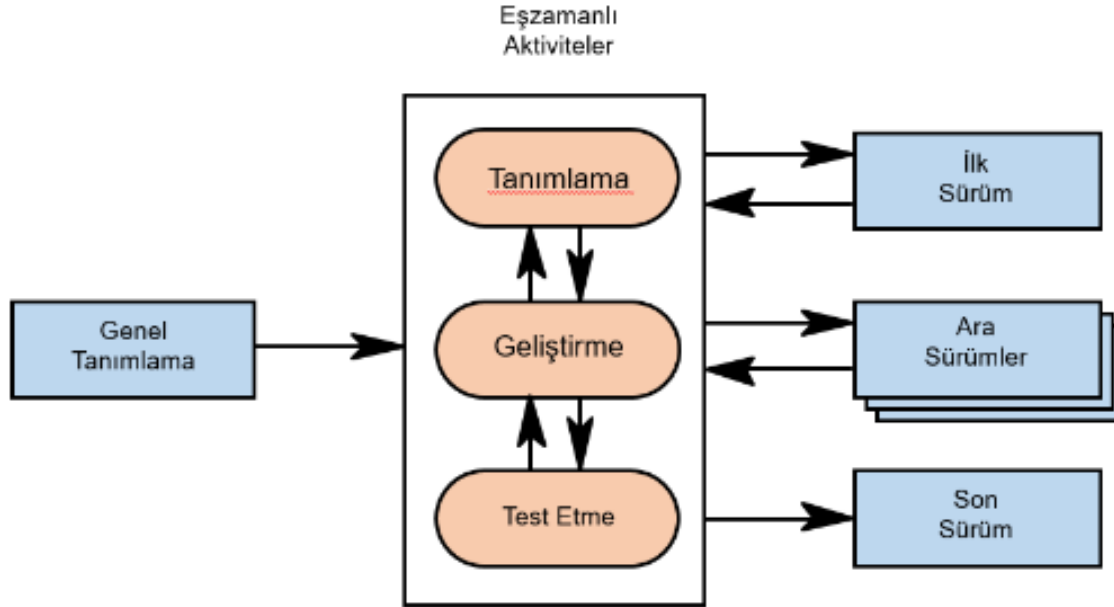 Eşzamanlı
Aktiviteler
Tanımlama
İlk
Sürüm
Genel
Tanımlama
Geliştirme
Ara
Sürümler
Test Etme
Son
Sürüm